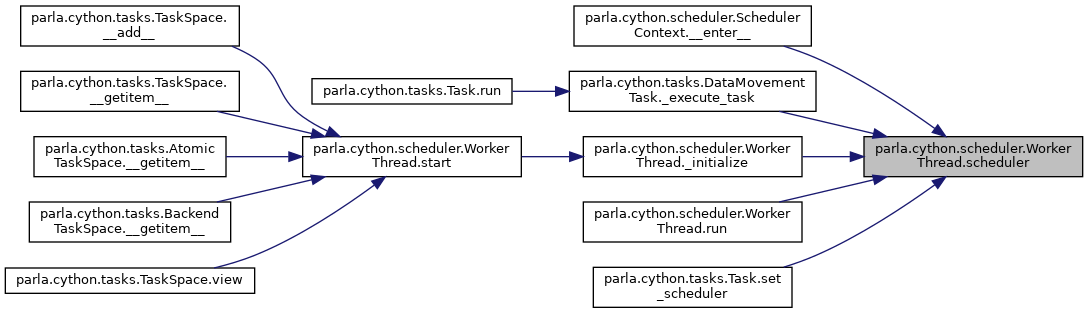 parla.cython.tasks.TaskSpace.
__add__
parla.cython.tasks.TaskSpace.
__getitem__
parla.cython.tasks.Atomic
TaskSpace.__getitem__
parla.cython.tasks.Backend
TaskSpace.__getitem__
parla.cython.tasks.TaskSpace.view
parla.cython.tasks.Task.run
parla.cython.scheduler.Worker
Thread.start
parla.cython.scheduler.Scheduler
Context.__enter__
parla.cython.tasks.DataMovement
Task._execute_task
parla.cython.scheduler.Worker
Thread._initialize
parla.cython.scheduler.Worker
Thread.run
parla.cython.tasks.Task.set
_scheduler
parla.cython.scheduler.Worker
Thread.scheduler